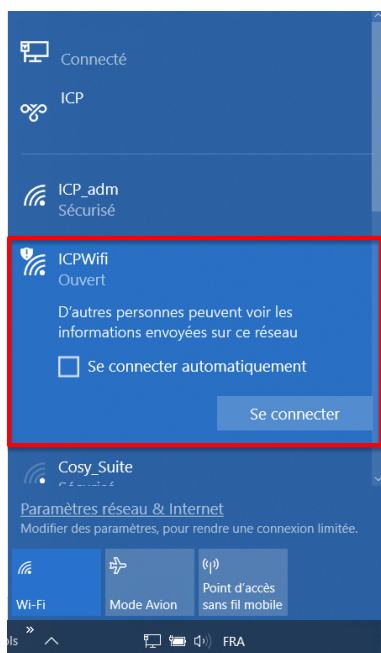 Connecté
ICP
ICP_adm
Sécurisé
ICPWifi
Ouvert
D'autres personnes peuvent voir les
informations envoyées sur ce réseau
Se connecter automatiquement
Se connecter
Cosy_Suite
Sécurisé
Paramètres réseau & Internet
Modifier des paramètres, pour rendre une connexion limitée.
Wi-Fi
Mode Avion
Point d'accès
sans fil mobile
ols » FRA